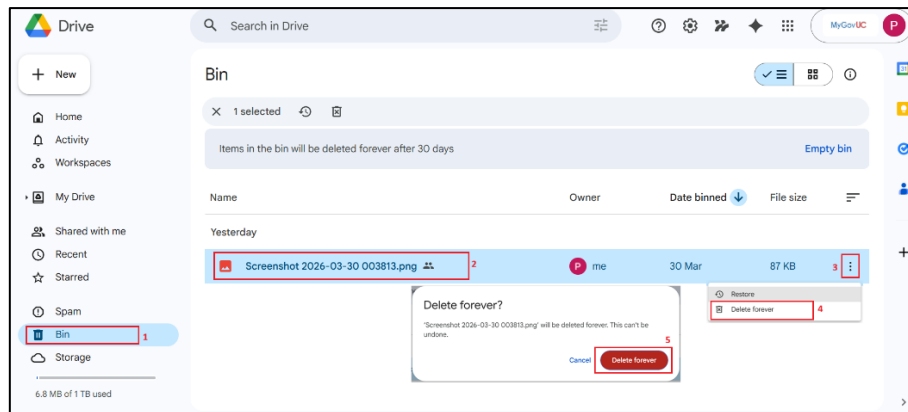 Drive
Search in Drive
MyGovUC
P
New
Bin
31
1 selected
Home
Activity
Items in the bin will be deleted forever after 30 days Empty bin
Workspaces
My Drive
Name Owner Date binned File size
Shared with me
Yesterday
Recent
Screenshot 2026-03-30 003813.png 2 P me 30 Mar 87 KB 3
Starred
Restore
Delete forever 4
Delete forever?
'Screenshot 2026-03-30 003813.png' will be deleted forever. This can't be
undone.
5
Cancel Delete forever
Spam
Bin 1
Storage
6.8 MB of 1 TB used